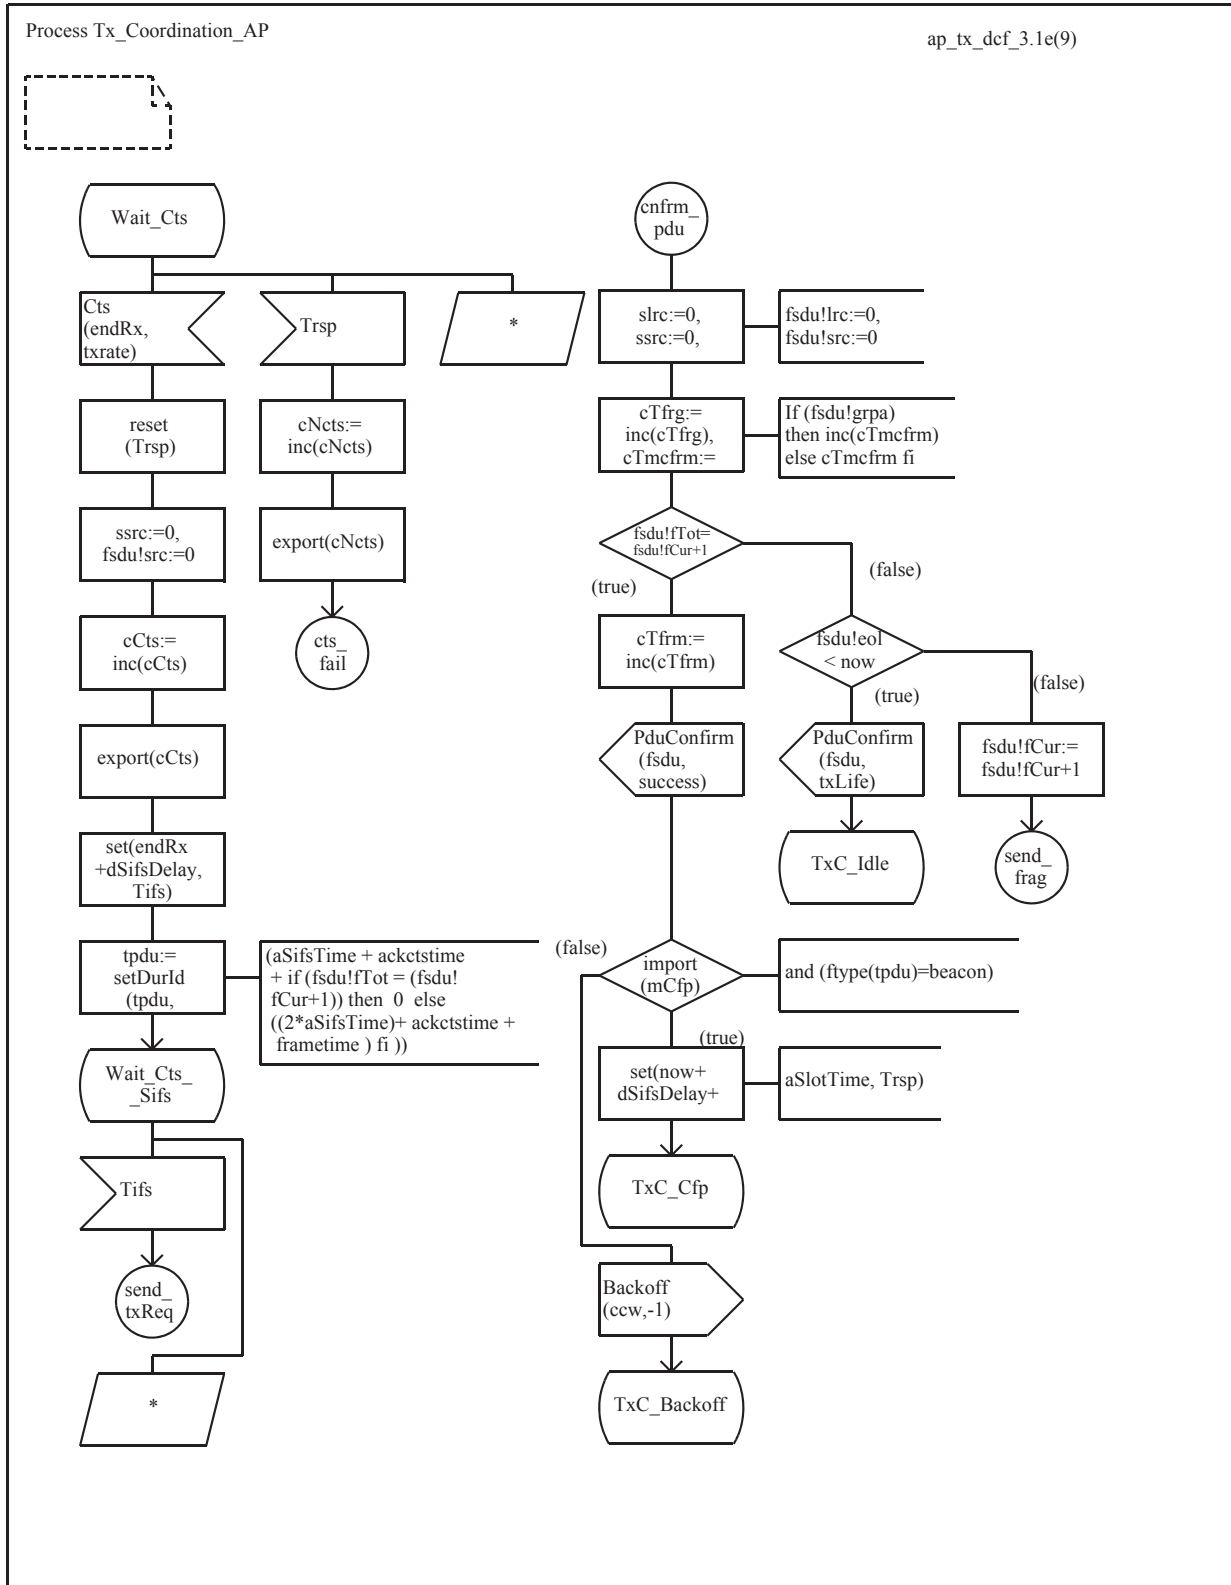 Process Tx_Coordination_AP
ap_tx_dcf_3.1e(9)
Wait_Cts
Cts
(endRx,
txrate)
Trsp
*
reset
(Trsp)
cNcts:=
inc(cNcts)
ssrc:=0,
fsdu!src:=0
export(cNcts)
cCts:=
inc(cCts)
cts_
fail
export(cCts)
set(endRx
+dSifsDelay,
Tifs)
tpdu:=
setDurId
(tpdu,
(aSifsTime + ackctstime
+ if (fsdu!fTot = (fsdu!
fCur+1)) then 0 else
((2*aSifsTime)+ ackctstime +
frametime ) fi ))
Wait_Cts_
_Sifs
Tifs
send_
txReq
*
cnfrm_
pdu
slrc:=0,
ssrc:=0,
fsdu!lrc:=0,
fsdu!src:=0
cTfrg:=
inc(cTfrg),
cTmcfrm:=
If (fsdu!grpa)
then inc(cTmcfrm)
else cTmcfrm fi
fsdu!fTot=
fsdu!fCur+1
(true)
(false)
cTfrm:=
inc(cTfrm)
fsdu!eol
< now
(true)
(false)
PduConfirm
(fsdu,
success)
PduConfirm
(fsdu,
txLife)
fsdu!fCur:=
fsdu!fCur+1
TxC_Idle
send_
frag
(false)
import
(mCfp)
and (ftype(tpdu)=beacon)
(true)
set(now+
dSifsDelay+
aSlotTime, Trsp)
TxC_Cfp
Backoff
(ccw,-1)
TxC_Backoff